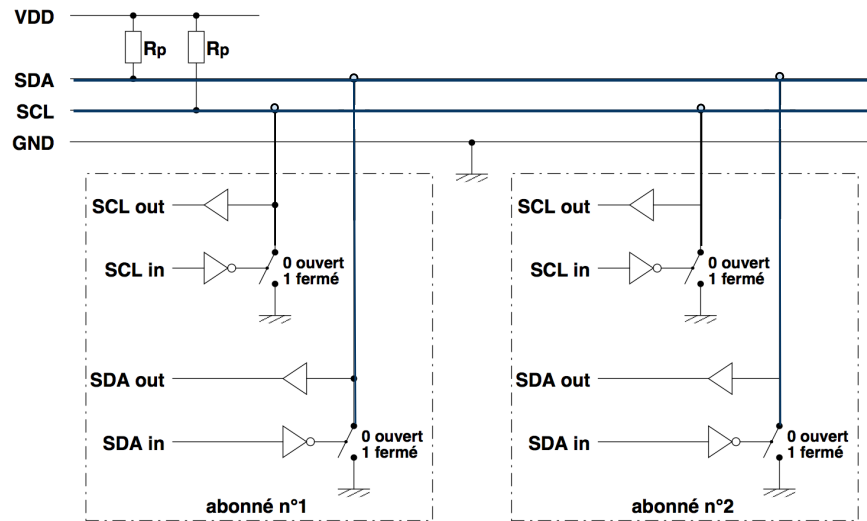 VDD
Rp Rp
SDA
SCL
GND
SCL out
SCL in
0 ouvert
1 fermé
SDA out
SDA in
0 ouvert
1 fermé
abonné n°1
SCL out
SCL in
0 ouvert
1 fermé
SDA out
SDA in
0 ouvert
1 fermé
abonné n°2